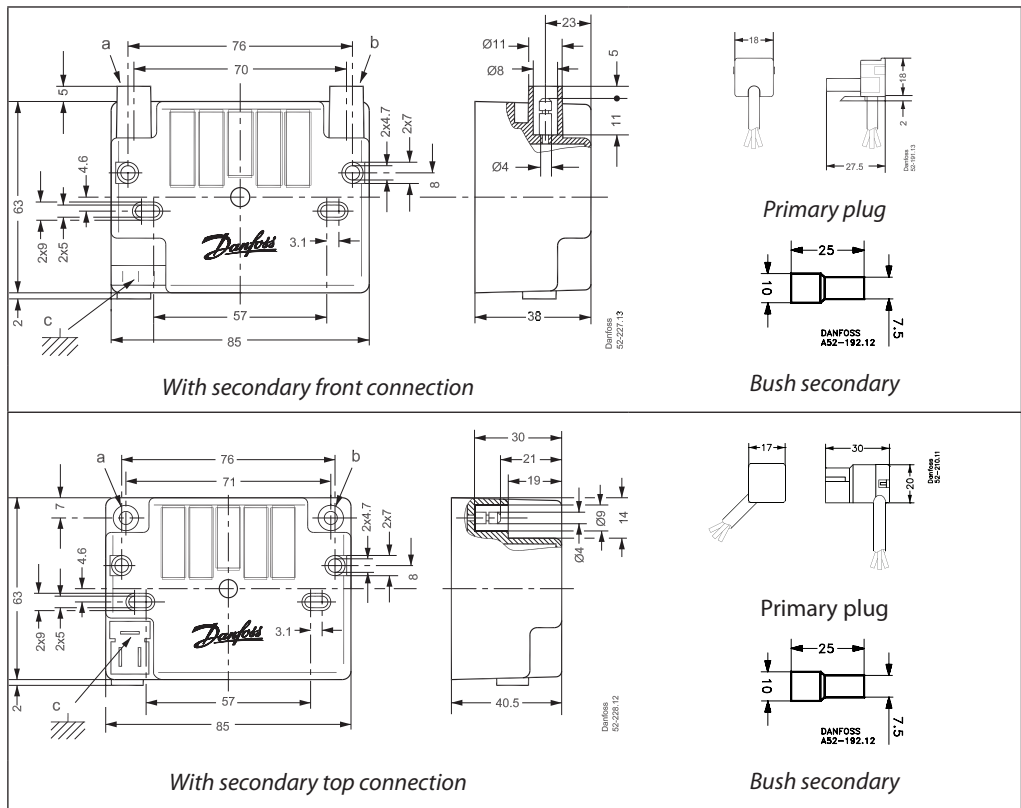 a
76
b
70
5
63
4.6
2x9
2x5
2
c
2x4.7
2x7
8
Danfoss
3.1
57
85
23
Ø11
5
Ø8
11
Ø4
38
Danfoss
52-227.13
With secondary front connection
18
18
2
27.5
Danfoss
52-191.13
Primary plug
25
10
7.5
DANFOSS
A52-192.12
Bush secondary
a
76
b
71
7
63
4.6
2x9
2x5
2
c
2x4.7
2x7
8
Danfoss
3.1
57
85
30
21
19
Ø4
Ø9
14
40.5
Danfoss
52-228.12
With secondary top connection
17
30
20
Danfoss
52-210.11
Primary plug
25
10
7.5
DANFOSS
A52-192.12
Bush secondary